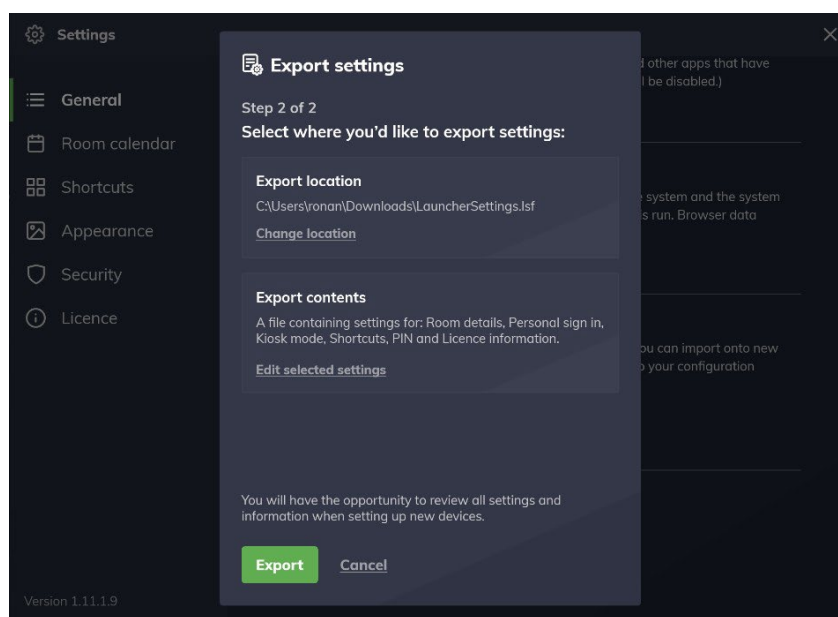 Settings
General
Room calendar
Shortcuts
Appearance
Security
Licence
Version 1.11.1.9
Export settings
Step 2 of 2
Select where you'd like to export settings:
Export location
C:\Users\ronan\Downloads\LauncherSettings.lsf
Change location
Export contents
A file containing settings for: Room details, Personal sign in,
Kiosk mode, Shortcuts, PIN and Licence information.
Edit selected settings
You will have the opportunity to review all settings and
information when setting up new devices.
Export
Cancel
other apps that have
be disabled.)
system and the system
run. Browser data
can import onto new
your configuration